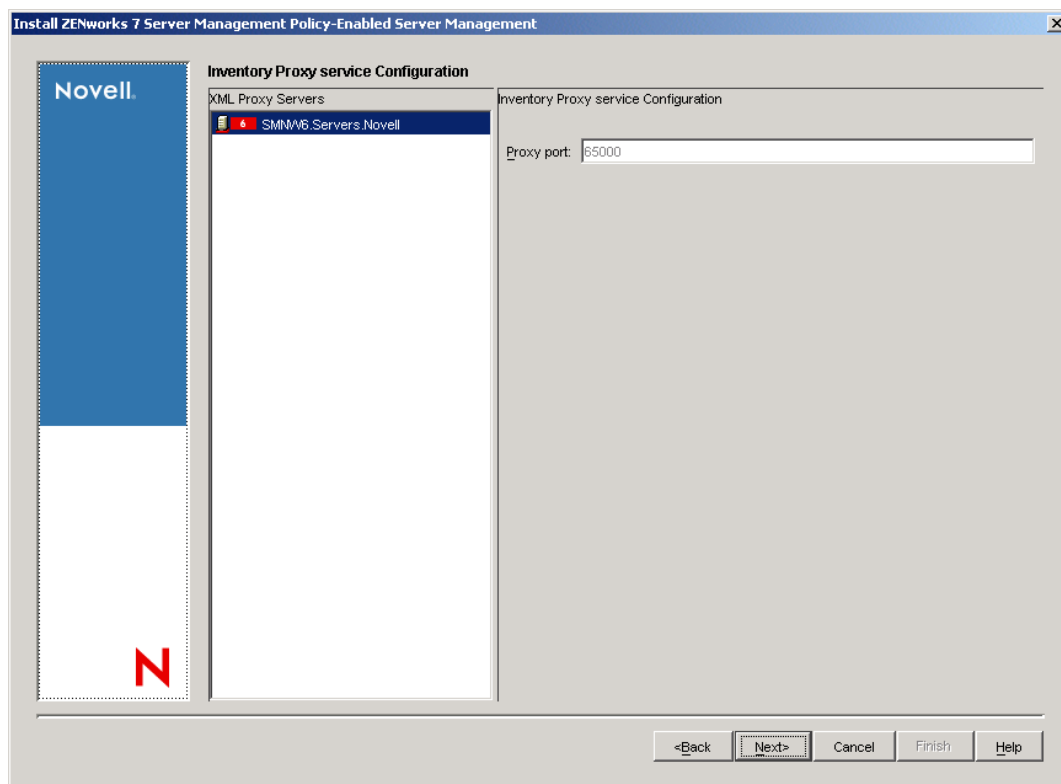 Install ZENworks 7 Server Management Policy-Enabled Server Management
Novell.
Inventory Proxy service Configuration
XML Proxy Servers
6 SMNW6.Servers.Novell
Inventory Proxy service Configuration
Proxy port: 65000
N
<Back Next> Cancel Finish Help